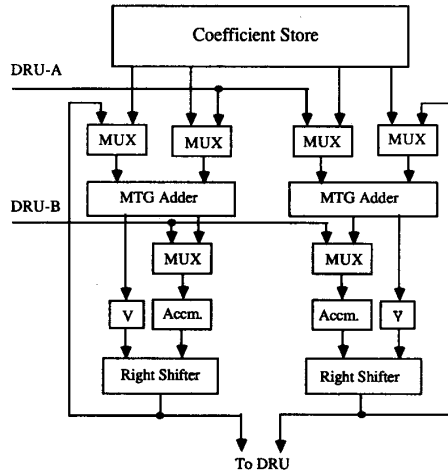 Coefficient Store
DRU-A
MUX MUX MUX MUX
MTG Adder MTG Adder
DRU-B
MUX MUX
V Accm. Accm. V
Right Shifter Right Shifter
To DRU